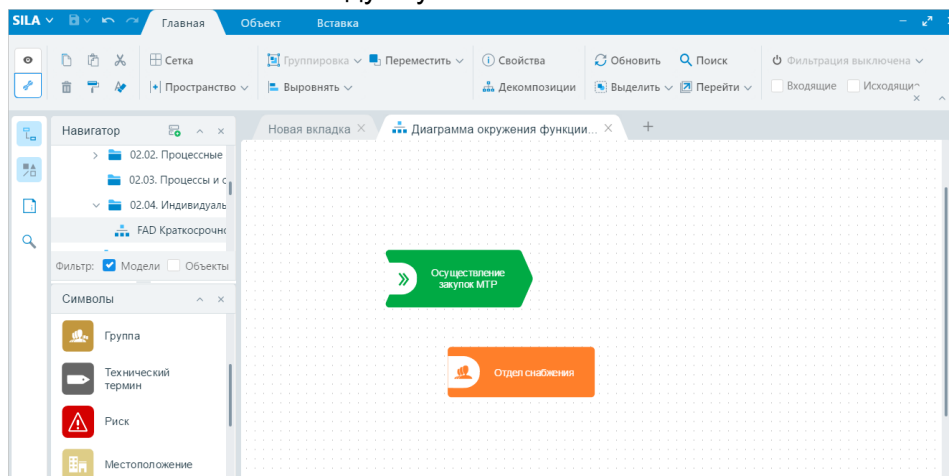 SILA Главная Объект Вставка
Сетка Группировка Переместить Свойства Обновить Поиск Фильтрация выключена
Пространство Выровнять Декомпозиции Выделить Перейти Входящие Исходящи
Навигатор Новая вкладка Диаграмма окружения функции...
02.02. Процессные
02.03. Процессы и с
02.04. Индивидуаль
FAD Краткосрочн
Фильтр: Модели Объекты
Символы
Группа
Технический
термин
Риск
Местоположение
Осуществление
закупок МТР
Отдел снабжения